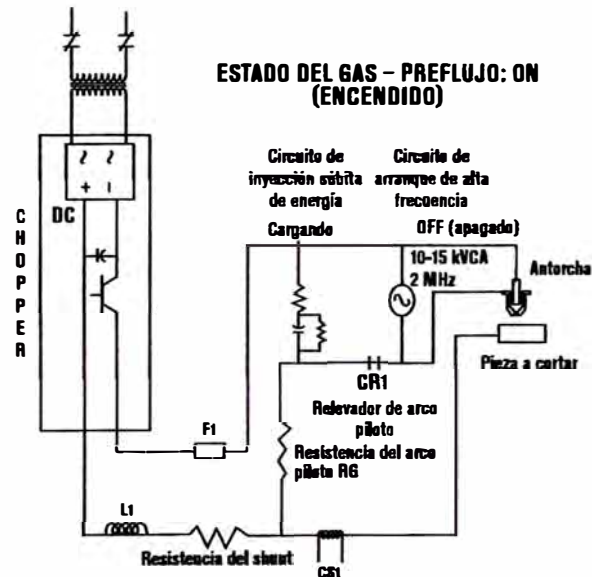 ESTADO DEL GAS – PREFLUJO: ON
(ENCENDIDO)
Circuito de
inyección súbita
de energía
Cargando
Circuito de
arranque de alta
frecuencia
OFF (apagado)
10-15 kVCA
2 MHz
Antorcha
Pieza a cortar
CHOPPER
~ ~
+ –
DC
CR1
Relevador de arco
piloto
Resistencia del arco
piloto RG
F1
L1
Resistencia del shunt
CS1